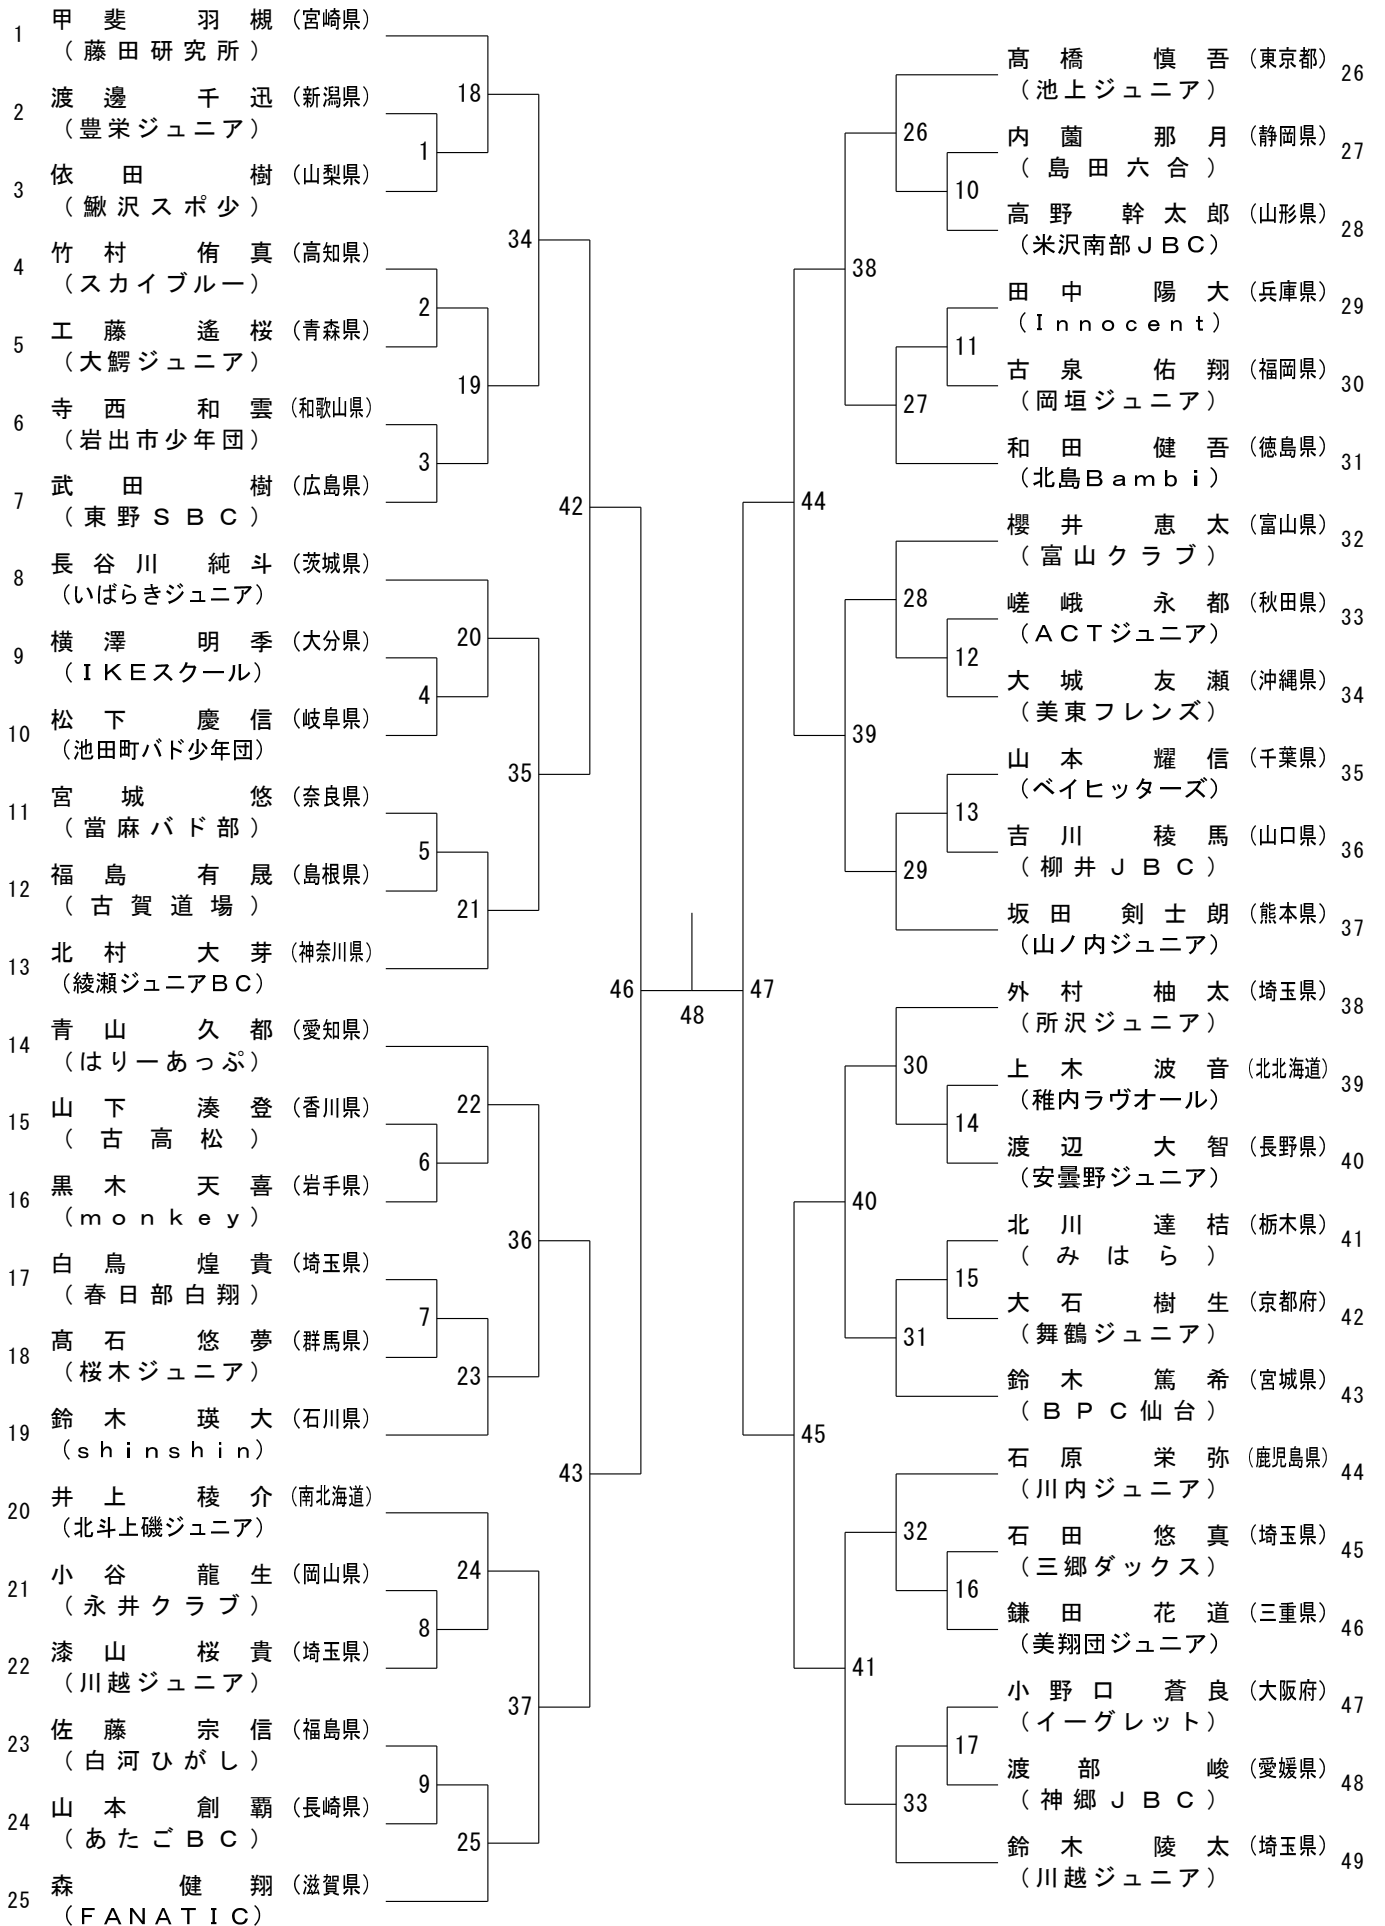 1 甲斐 羽槻 （宮崎県）
（藤田研究所）
2 渡邊 千迅 （新潟県）
（豊栄ジュニア）
3 依田 樹 （山梨県）
（鰍沢スポ少）
4 竹村 侑真 （高知県）
（スカイブルー）
5 工藤 遙桜 （青森県）
（大鰐ジュニア）
6 寺西 和雲 （和歌山県）
（岩出市少年団）
7 武田 樹 （広島県）
（東野ＳＢＣ）
8 長谷川 純斗 （茨城県）
（いばらきジュニア）
9 横澤 明季 （大分県）
（ＩＫＥスクール）
10 松下 慶信 （岐阜県）
（池田町バド少年団）
11 宮城 悠 （奈良県）
（當麻バド部）
12 福島 有晟 （島根県）
（古賀道場）
13 北村 大芽 （神奈川県）
（綾瀬ジュニアＢＣ）
14 青山 久都 （愛知県）
（はりーあっぷ）
15 山下 湊登 （香川県）
（古高松）
16 黒木 天喜 （岩手県）
（ｍｏｎｋｅｙ）
17 白鳥 煌貴 （埼玉県）
（春日部白翔）
18 髙石 悠夢 （群馬県）
（桜木ジュニア）
19 鈴木 瑛大 （石川県）
（ｓｈｉｎｓｈｉｎ）
20 井上 稜介 （南北海道）
（北斗上磯ジュニア）
21 小谷 龍生 （岡山県）
（永井クラブ）
22 漆山 桜貴 （埼玉県）
（川越ジュニア）
23 佐藤 宗信 （福島県）
（白河ひがし）
24 山本 創覇 （長崎県）
（あたごＢＣ）
25 森 健翔 （滋賀県）
（ＦＡＮＡＴＩＣ）
1
2
3
4
5
6
7
8
9
18
19
20
21
22
23
24
25
34
35
36
37
42
43
46
48
47
44
45
38
39
40
41
26
27
28
29
30
31
32
33
10
11
12
13
14
15
16
17
髙橋 慎吾 （東京都） 26
（池上ジュニア）
内薗 那月 （静岡県） 27
（島田六合）
高野 幹太郎 （山形県） 28
（米沢南部ＪＢＣ）
田中 陽大 （兵庫県） 29
（Ｉｎｎｏｃｅｎｔ）
古泉 佑翔 （福岡県） 30
（岡垣ジュニア）
和田 健吾 （徳島県） 31
（北島Ｂａｍｂｉ）
櫻井 恵太 （富山県） 32
（富山クラブ）
嵯峨 永都 （秋田県） 33
（ＡＣＴジュニア）
大城 友瀬 （沖縄県） 34
（美東フレンズ）
山本 耀信 （千葉県） 35
（ベイヒッターズ）
吉川 稜馬 （山口県） 36
（柳井ＪＢＣ）
坂田 剣士朗 （熊本県） 37
（山ノ内ジュニア）
外村 柚太 （埼玉県） 38
（所沢ジュニア）
上木 波音 （北北海道） 39
（稚内ラヴオール）
渡辺 大智 （長野県） 40
（安曇野ジュニア）
北川 達桔 （栃木県） 41
（みはら）
大石 樹生 （京都府） 42
（舞鶴ジュニア）
鈴木 篤希 （宮城県） 43
（ＢＰＣ仙台）
石原 栄弥 （鹿児島県） 44
（川内ジュニア）
石田 悠真 （埼玉県） 45
（三郷ダックス）
鎌田 花道 （三重県） 46
（美翔団ジュニア）
小野口 蒼良 （大阪府） 47
（イーグレット）
渡部 峻 （愛媛県） 48
（神郷ＪＢＣ）
鈴木 陵太 （埼玉県） 49
（川越ジュニア）